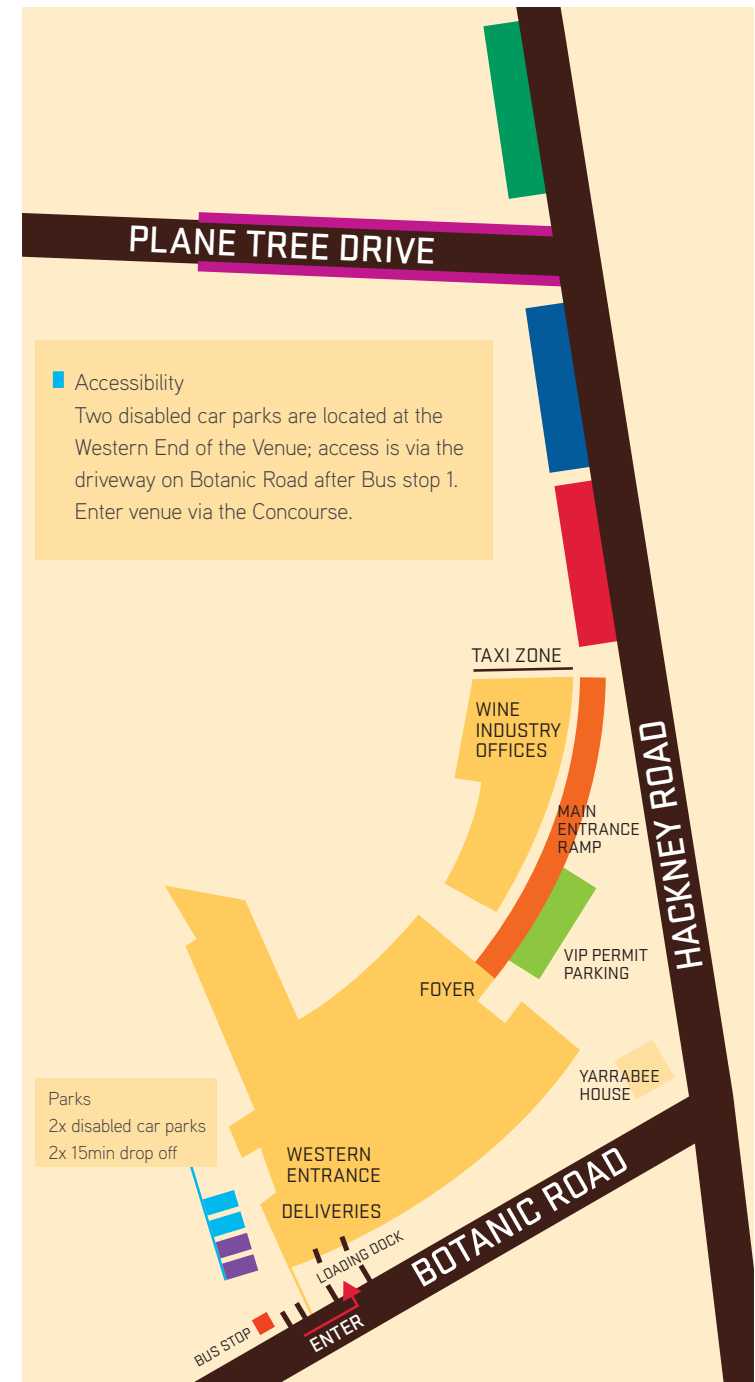 PLANE TREE DRIVE
Accessibility
Two disabled car parks are located at the
Western End of the Venue; access is via the
driveway on Botanic Road after Bus stop 1.
Enter venue via the Concourse.
TAXI ZONE
WINE
INDUSTRY
OFFICES
HACKNEY ROAD
MAIN
ENTRANCE
RAMP
VIP PERMIT
PARKING
FOYER
YARRABEE
HOUSE
Parks
2x disabled car parks
2x 15min drop off
WESTERN
ENTRANCE
DELIVERIES
BOTANIC ROAD
LOADING DOCK
ENTER
BUS STOP